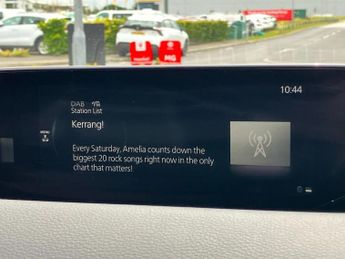 10:44
DAB
Station List
Kerrang!
Every Saturday, Amelia counts down the
biggest 20 rock songs right now in the only
chart that matters!
MG